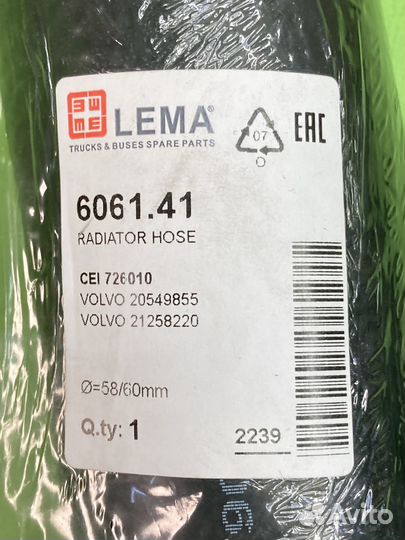 LEMA®
TRUCKS & BUSES SPARE PARTS
07
EAC
6061.41
RADIATOR HOSE
CEI 726010
VOLVO 20549855
VOLVO 21258220
Ø=58/60mm
Q.ty: 1
2239
Avito